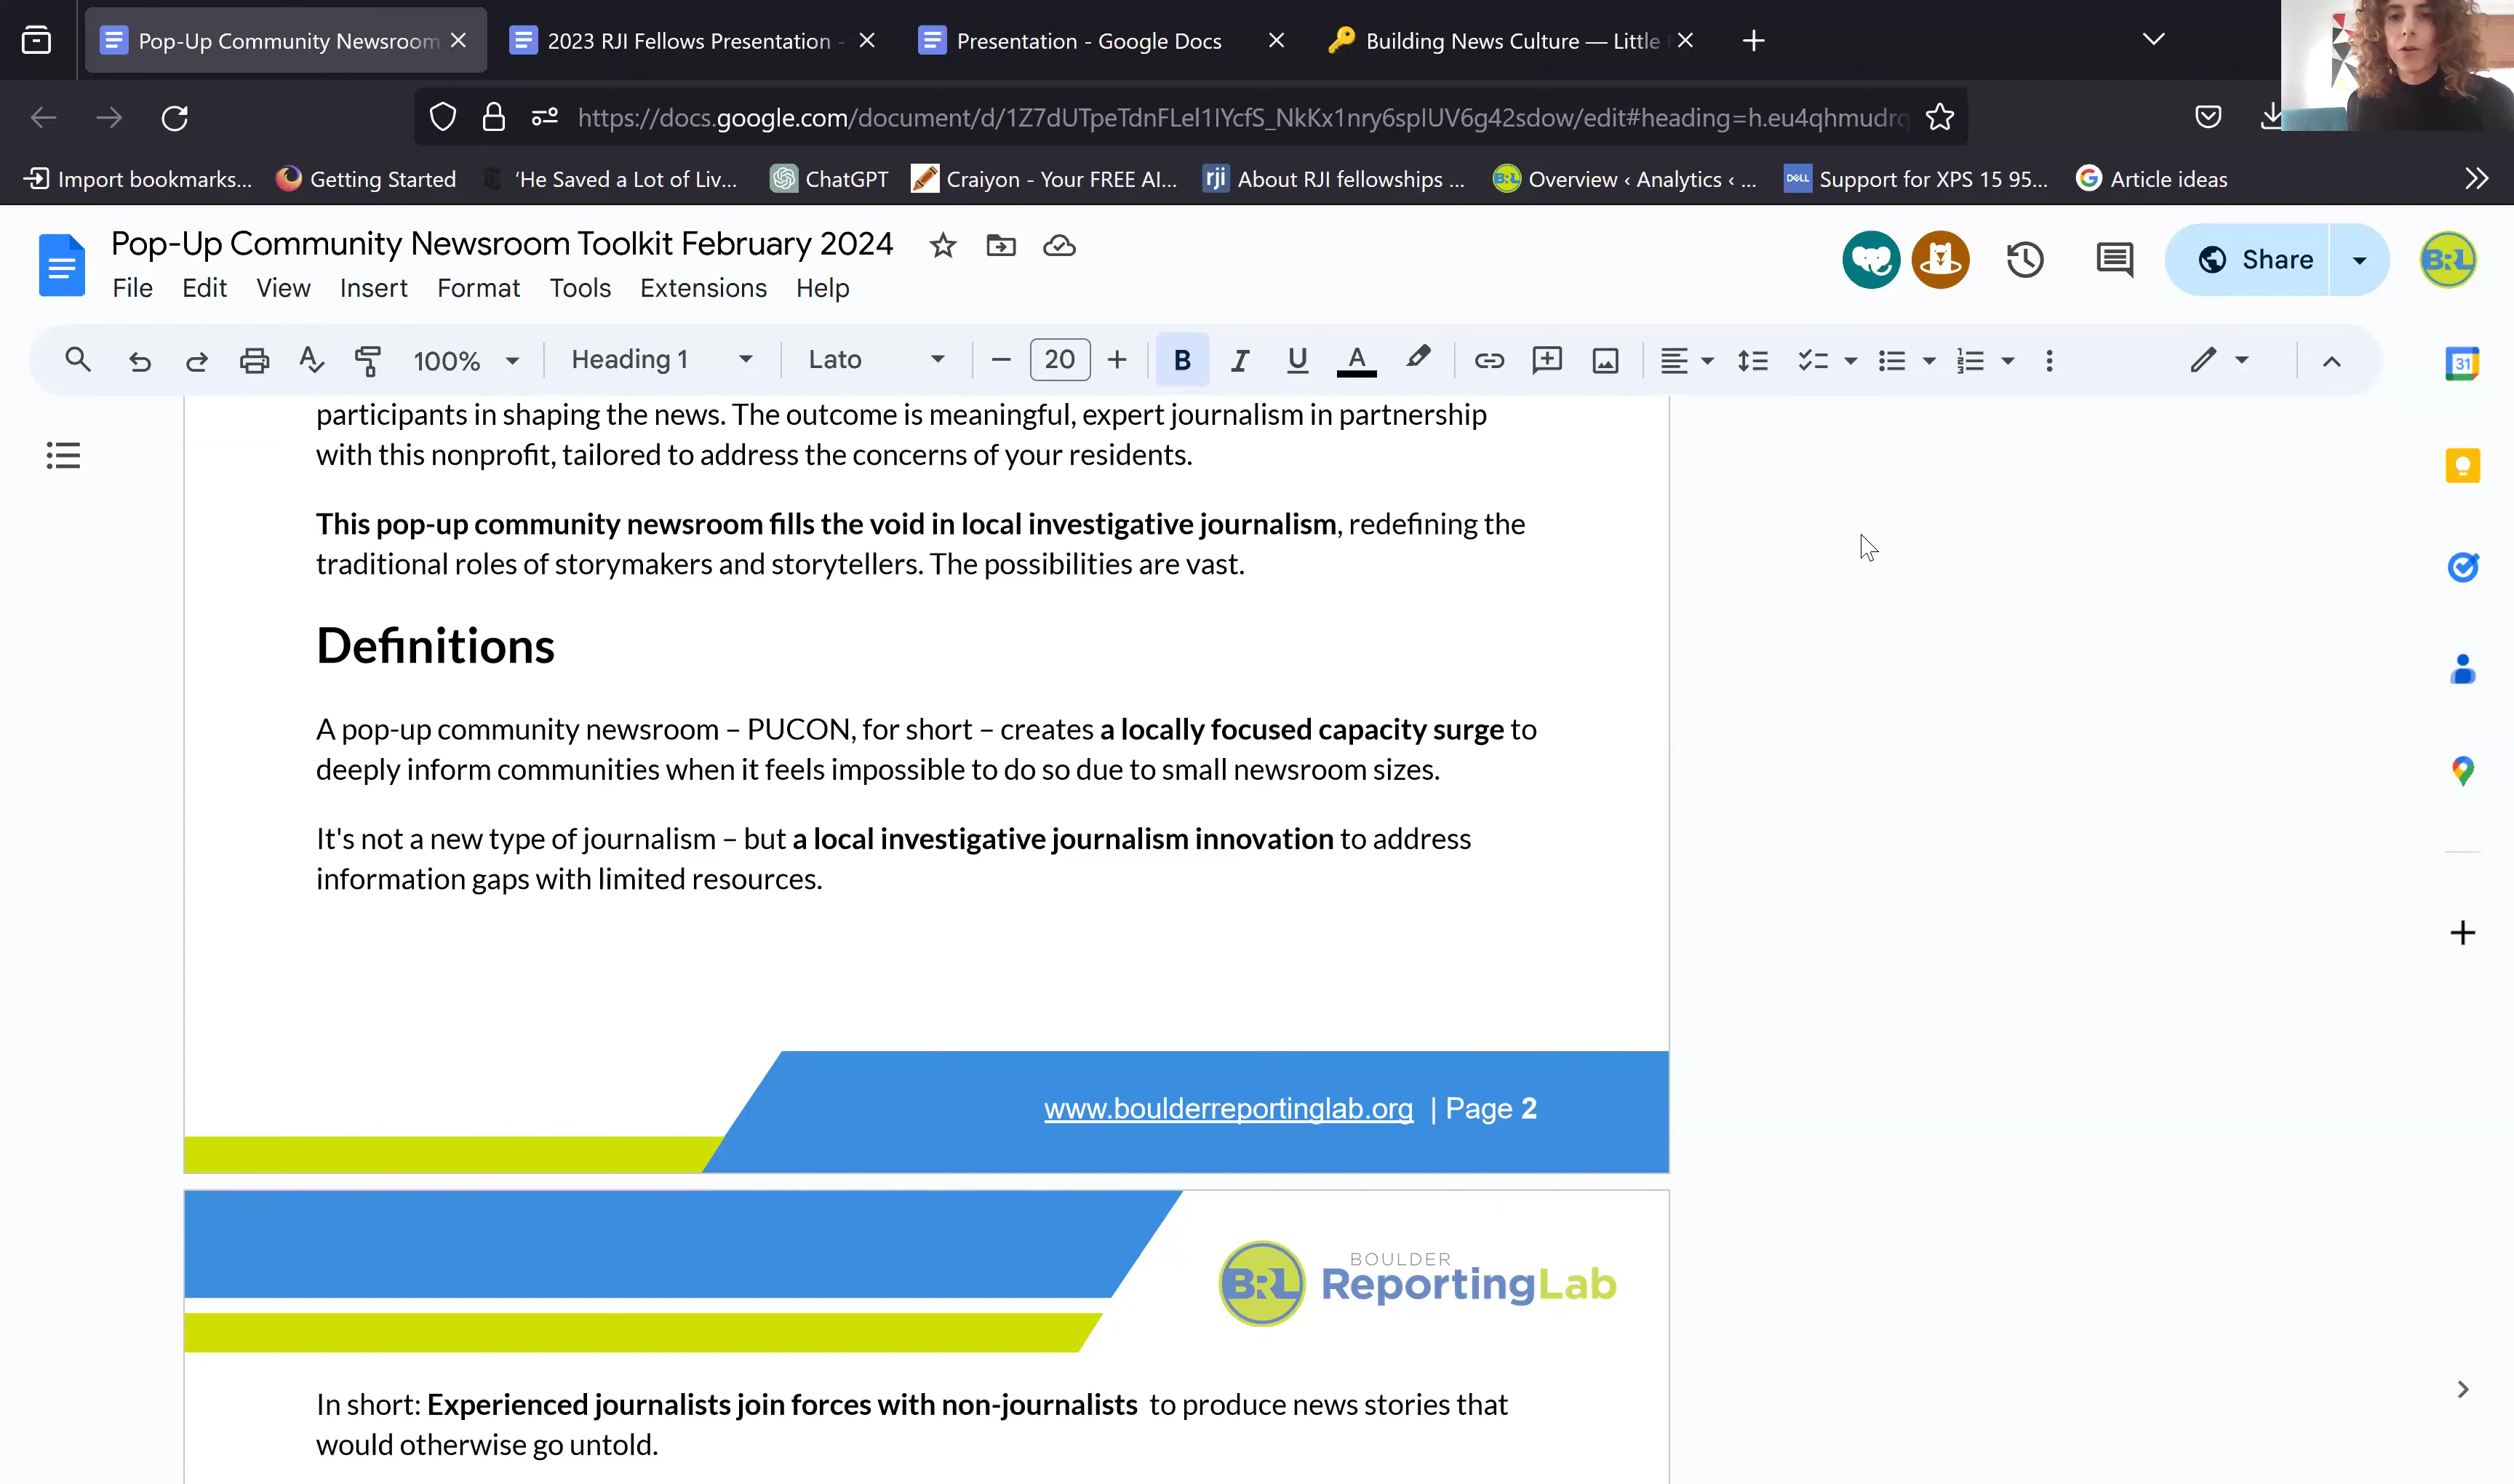 Pop-Up Community Newsroom
2023 RJI Fellows Presentation -
Presentation - Google Docs
Building News Culture — Little
https://docs.google.com/document/d/1Z7dUTpeTdnFLel1IYcfS_NkKx1nry6spIUV6g42sdow/edit#heading=h.eu4qhmudrq
Import bookmarks...
Getting Started
'He Saved a Lot of Liv...
ChatGPT
Craiyon - Your FREE AI...
rji About RJI fellowships ...
BRL Overview ‹ Analytics ‹ ...
DELL Support for XPS 15 95...
Article ideas
Pop-Up Community Newsroom Toolkit February 2024
File Edit View Insert Format Tools Extensions Help
Share
BRL
100% Heading 1 Lato 20 B I U A
31
participants in shaping the news. The outcome is meaningful, expert journalism in partnership
with this nonprofit, tailored to address the concerns of your residents.
This pop-up community newsroom fills the void in local investigative journalism, redefining the
traditional roles of storymakers and storytellers. The possibilities are vast.
Definitions
A pop-up community newsroom – PUCON, for short – creates a locally focused capacity surge to
deeply inform communities when it feels impossible to do so due to small newsroom sizes.
It's not a new type of journalism – but a local investigative journalism innovation to address
information gaps with limited resources.
www.boulderreportinglab.org | Page 2
BRL
BOULDER
ReportingLab
In short: Experienced journalists join forces with non-journalists to produce news stories that
would otherwise go untold.